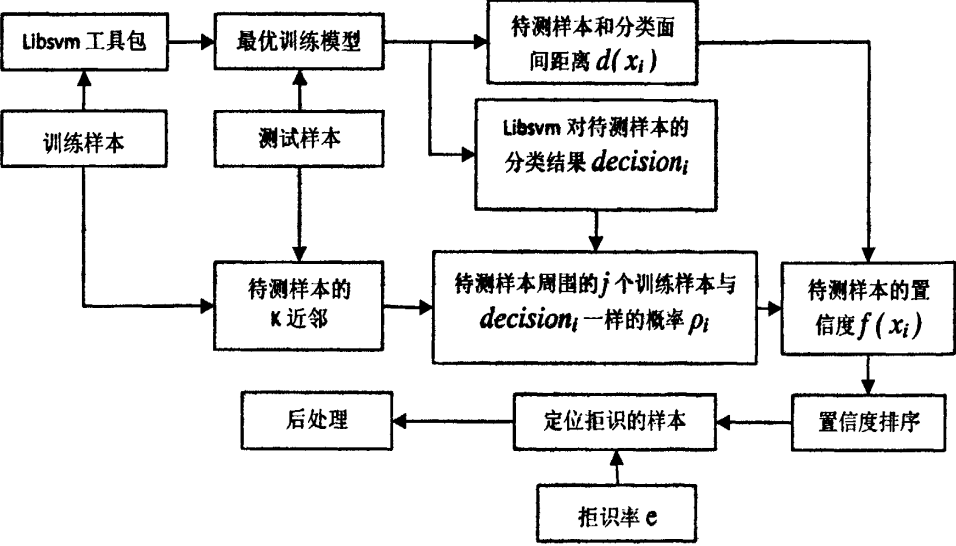 Libsvm 工具包
最优训练模型
待测样本和分类面
间距离 d( xᵢ )
训练样本
测试样本
Libsvm 对待测样本的
分类结果 decisionᵢ
待测样本的
K 近邻
待测样本周围的 j 个训练样本与
decisionᵢ 一样的概率 ρᵢ
待测样本的置
信度 f ( xᵢ )
后处理
定位拒识的样本
置信度排序
拒识率 e